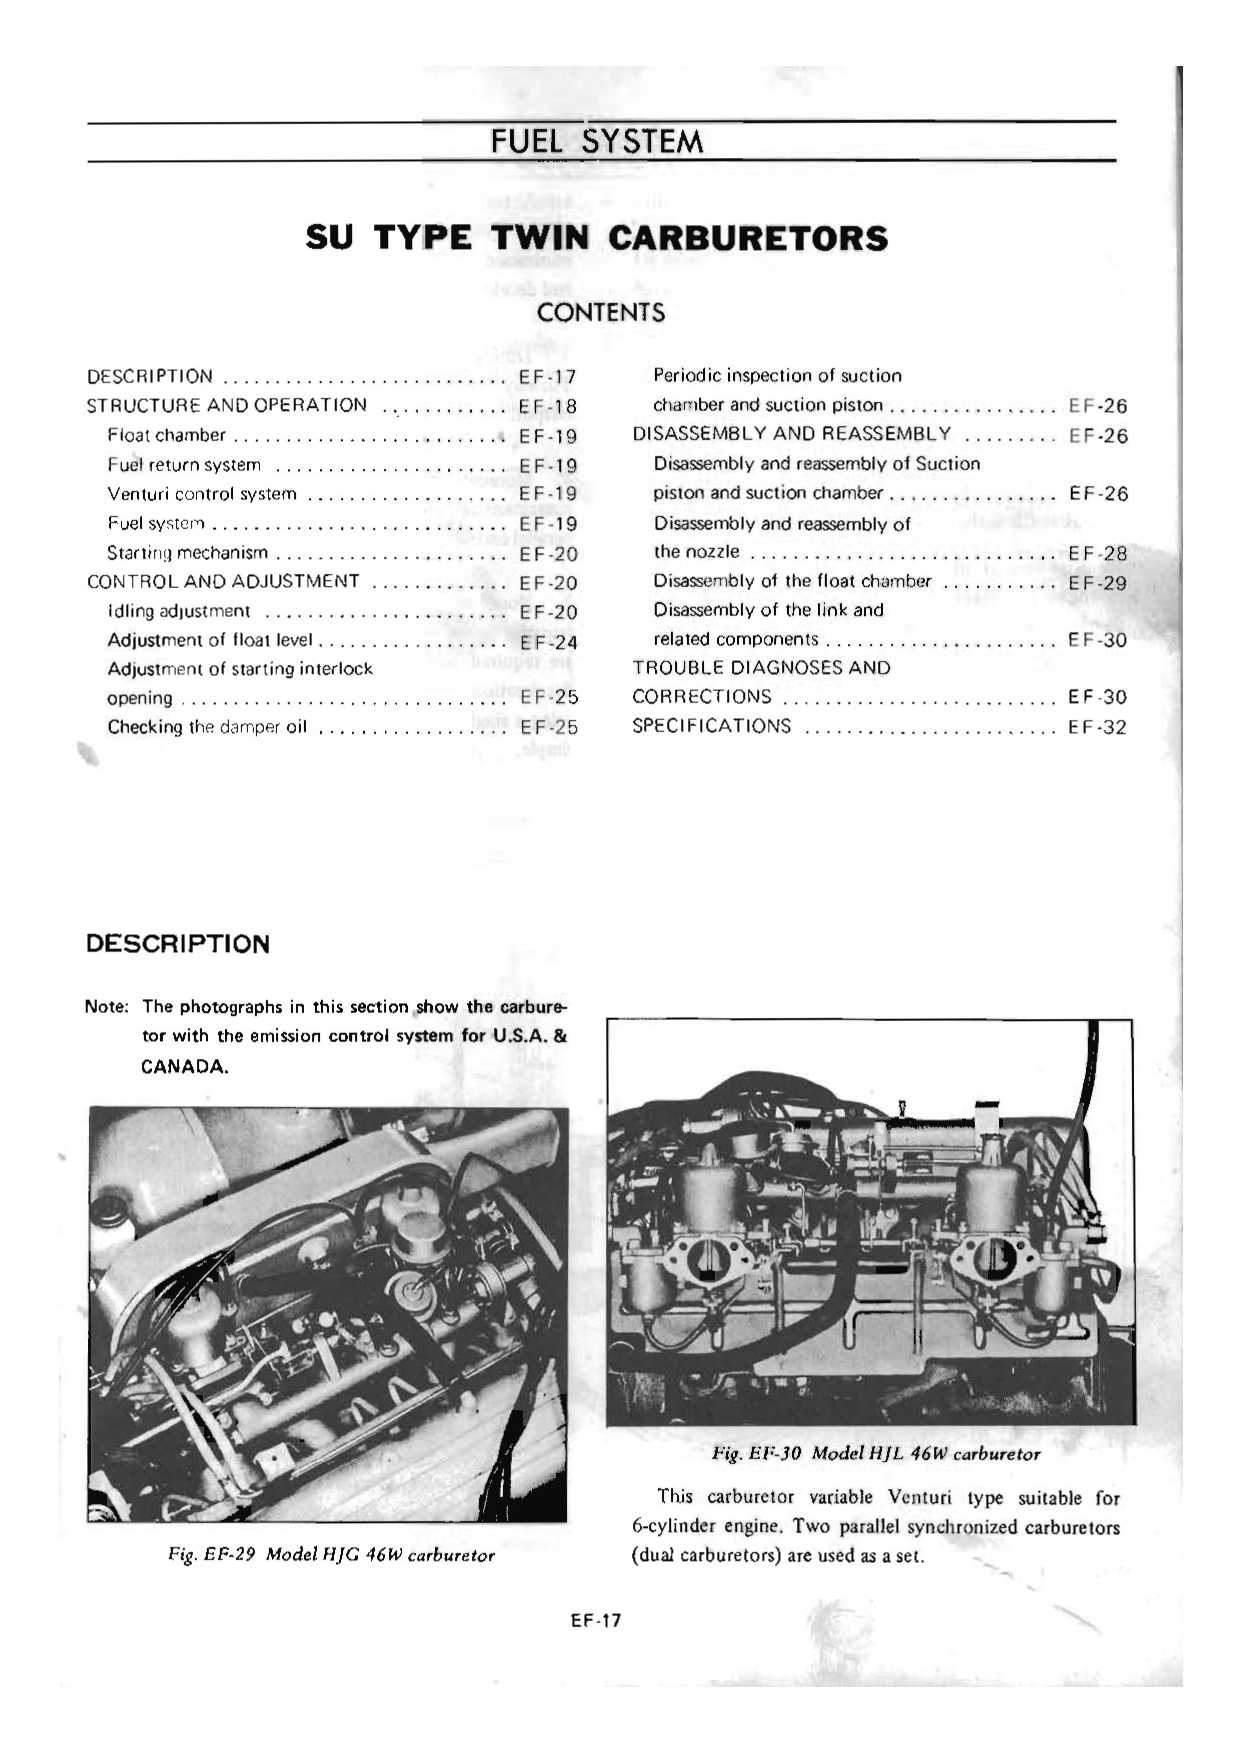 FUEL SYSTEM
SU TYPE TWIN CARBURETORS
CONTENTS
DESCRIPTION ........................... EF-17
STRUCTURE AND OPERATION ............ EF-18
Float chamber .......................... EF-19
Fuel return system ...................... EF-19
Venturi control system ................... EF-19
Fuel system ............................ EF-19
Starting mechanism ...................... EF-20
CONTROL AND ADJUSTMENT ............. EF-20
Idling adjustment ....................... EF-20
Adjustment of float level .................. EF-24
Adjustment of starting interlock
opening ............................... EF-25
Checking the damper oil .................. EF-25
Periodic inspection of suction
chamber and suction piston ................ EF-26
DISASSEMBLY AND REASSEMBLY ......... EF-26
Disassembly and reassembly of Suction
piston and suction chamber ................ EF-26
Disassembly and reassembly of
the nozzle ............................. EF-28
Disassembly of the float chamber ........... EF-29
Disassembly of the link and
related components ...................... EF-30
TROUBLE DIAGNOSES AND
CORRECTIONS .......................... EF-30
SPECIFICATIONS ........................ EF-32
DESCRIPTION
Note: The photographs in this section show the carbure-
tor with the emission control system for U.S.A. &
CANADA.
Fig. EF-29 Model HJG 46W carburetor
Fig. EF-30 Model HJL 46W carburetor
This carburetor variable Venturi type suitable for
6-cylinder engine. Two parallel synchronized carburetors
(dual carburetors) are used as a set.
EF-17